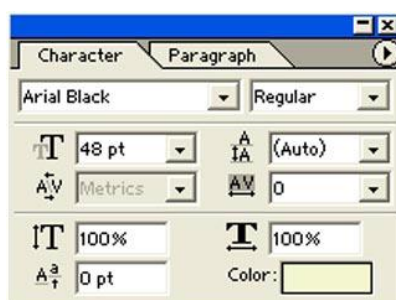 Character Paragraph
Arial Black Regular
48 pt (Auto)
Metrics 0
100% 100%
0 pt Color: